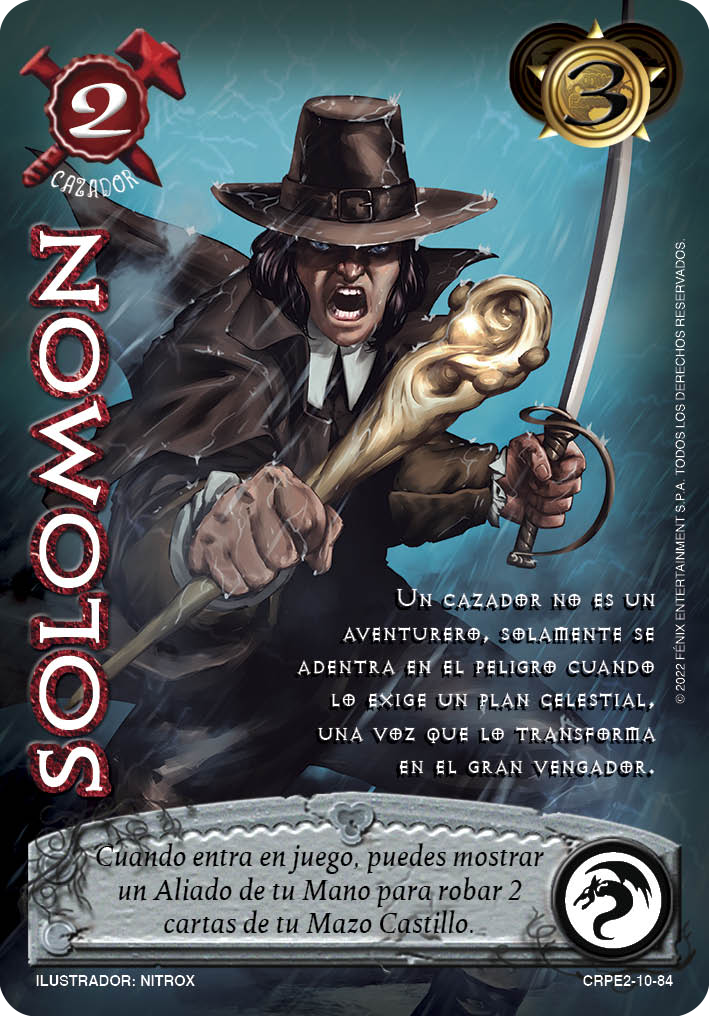 2
CAZADOR
3
SOLOMON
UN CAZADOR NO ES UN
AVENTURERO, SOLAMENTE SE
ADENTRA EN EL PELIGRO CUANDO
LO EXIGE UN PLAN CELESTIAL,
UNA VOZ QUE LO TRANSFORMA
EN EL GRAN VENGADOR.
© 2022 FÉNIX ENTERTAINMENT S.P.A. TODOS LOS DERECHOS RESERVADOS.
Cuando entra en juego, puedes mostrar
un Aliado de tu Mano para robar 2
cartas de tu Mazo Castillo.
ILUSTRADOR: NITROX
CRPE2-10-84